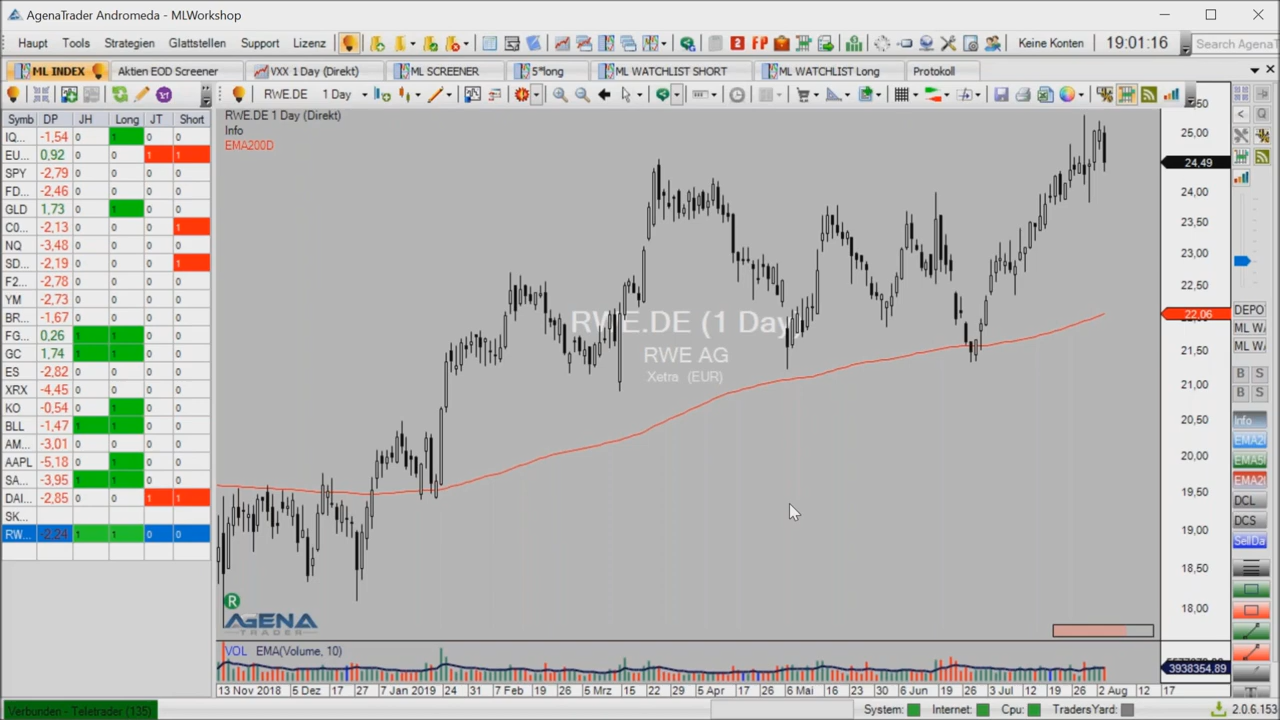 AgenaTrader Andromeda - MLWorkshop
Haupt Tools Strategien Glattstellen Support Lizenz 2 FP Keine Konten 19:01:16 Search AgenaT
ML INDEX Aktien EOD Screener VXX 1 Day (Direkt) ML SCREENER 5*long ML WATCHLIST SHORT ML WATCHLIST Long Protokoll
RWE.DE 1 Day
Symb DP JH Long JT Short
IQ... -1,54 0 1 0 0
EU... 0,92 0 0 1 1
SPY -2,79 0 0 0 0
FD... -2,46 0 0 0 0
GLD 1,73 0 1 0 0
C0... -2,13 0 0 0 1
NQ -3,48 0 0 0 0
SD... -2,19 0 0 0 1
F2... -2,78 0 0 0 0
YM -2,73 0 0 0 0
BR... -1,67 0 0 0 0
FG... 0,26 1 1 0 0
GC 1,74 1 1 0 0
ES -2,82 0 0 0 0
XRX -4,45 0 0 0 0
KO -0,54 0 1 0 0
BLL -1,47 1 1 0 0
AM... -3,01 0 0 0 0
AAPL -5,18 0 1 0 0
SA... -3,95 1 1 0 0
DAI... -2,85 0 0 1 1
SK...
RW... -2,24 1 1 0 0
RWE.DE 1 Day (Direkt)
Info
EMA200D
RWE.DE (1 Day)
RWE AG
Xetra (EUR)
25,00
24,49
24,00
23,50
23,00
22,50
22,06
21,50
21,00
20,50
20,00
19,50
19,00
18,50
18,00
R
AGENA
TRADER
VOL EMA(Volume, 10)
3938354,89
13 Nov 2018 5 Dez 17 27 7 Jan 2019 24 31 7 Feb 19 26 5 Mrz 15 22 29 5 Apr 17 26 6 Mai 14 23 30 6 Jun 17 26 3 Jul 11 19 26 2 Aug 12 17
DEPO
ML WA
ML WA
B S
B S
Info
EMA20
EMA50
EMA20
DCL
DCS
SellDa
Verbunden - Teletrader (135)
System: Internet: Cpu: TradersYard: 2.0.6.153